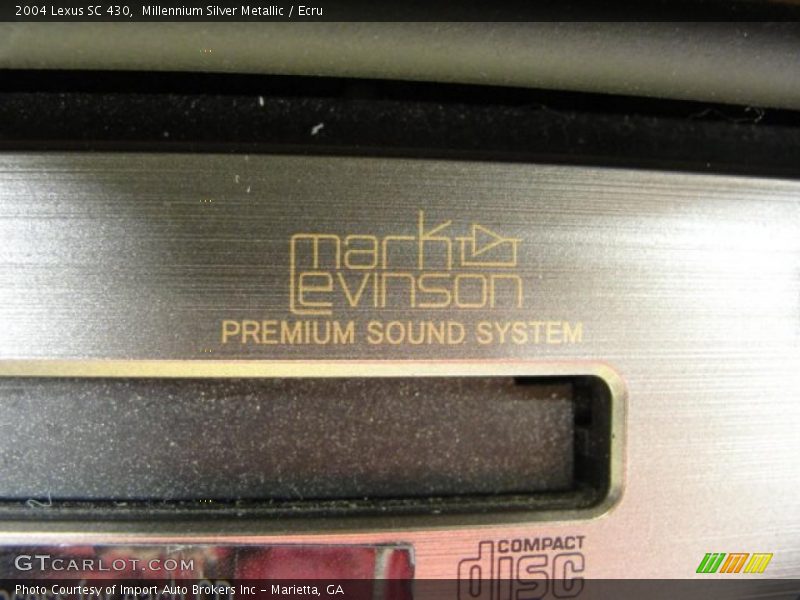 2004 Lexus SC 430, Millennium Silver Metallic / Ecru
mark
Levinson
PREMIUM SOUND SYSTEM
COMPACT
disc
GTCARLOT.COM
Photo Courtesy of Import Auto Brokers Inc - Marietta, GA